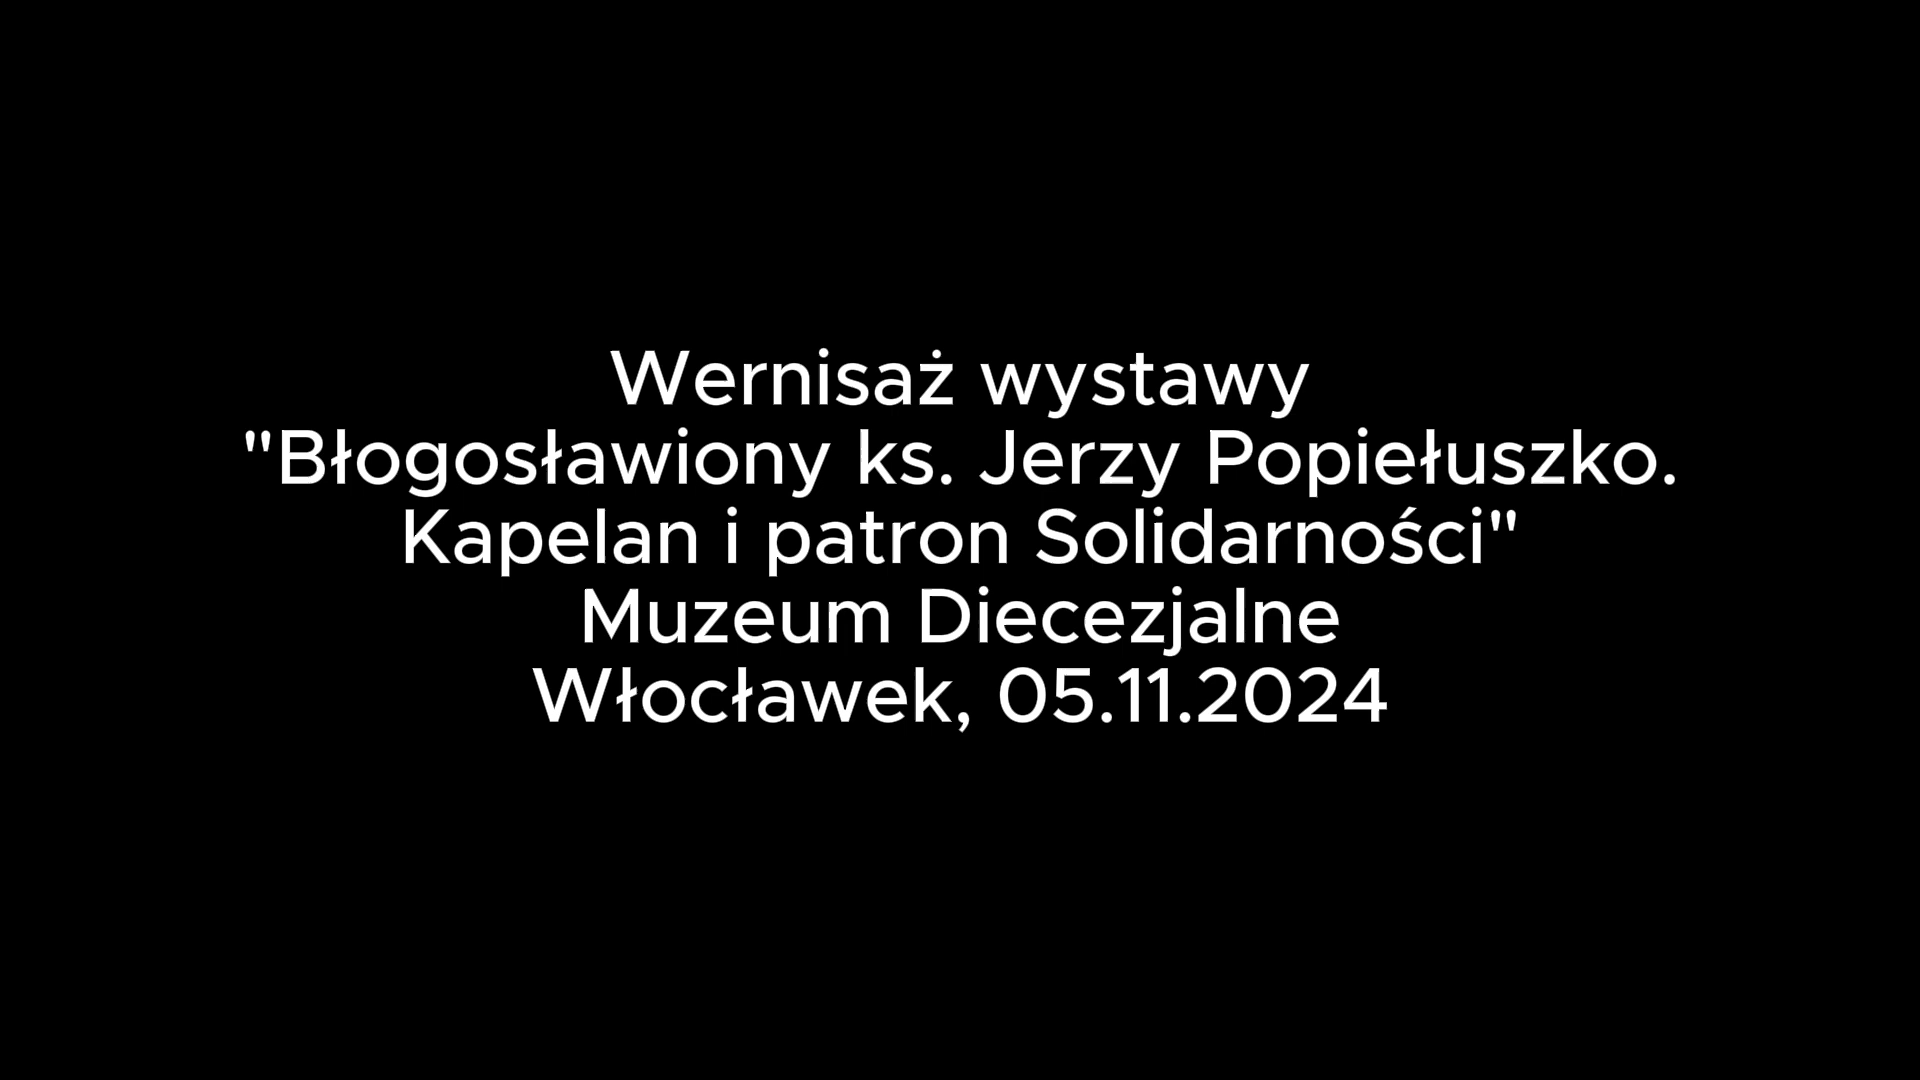 Wernisaż wystawy
"Błogosławiony ks. Jerzy Popiełuszko.
Kapelan i patron Solidarności"
Muzeum Diecezjalne
Włocławek, 05.11.2024